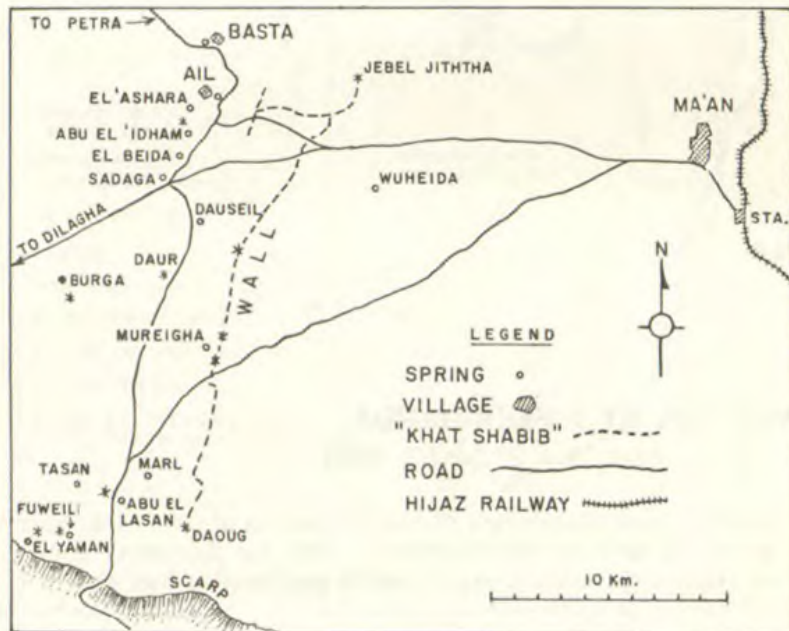 TO PETRA
BASTA
AIL
JEBEL JITHTHA
EL'ASHARA
MA'AN
ABU EL 'IDHAM
EL BEIDA
SADAGA
WUHEIDA
DAUSEIL
STA.
TO DILAGHA
WALL
N
DAUR
BURGA
MUREIGHA
LEGEND
SPRING
VILLAGE
"KHAT SHABIB"
ROAD
HIJAZ RAILWAY
TASAN
MARL
ABU EL
LASAN
FUWEILI
EL YAMAN
DAOUG
SCARP
10 Km.